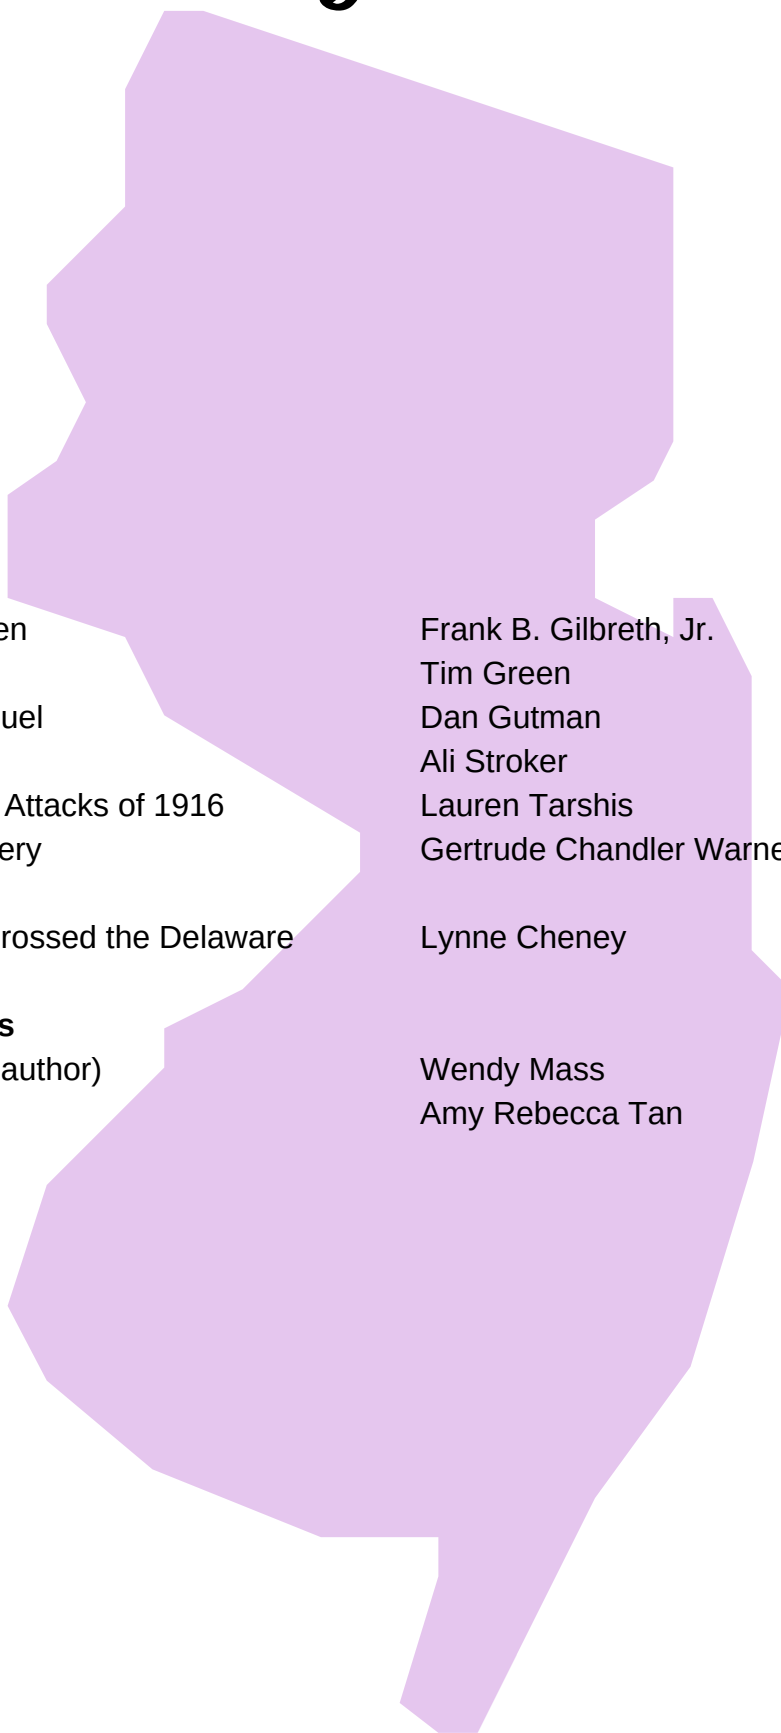 g
en Frank B. Gilbreth, Jr.
Tim Green
uel Dan Gutman
Ali Stroker
Attacks of 1916 Lauren Tarshis
ery Gertrude Chandler Warne
rossed the Delaware Lynne Cheney
s
author) Wendy Mass
Amy Rebecca Tan